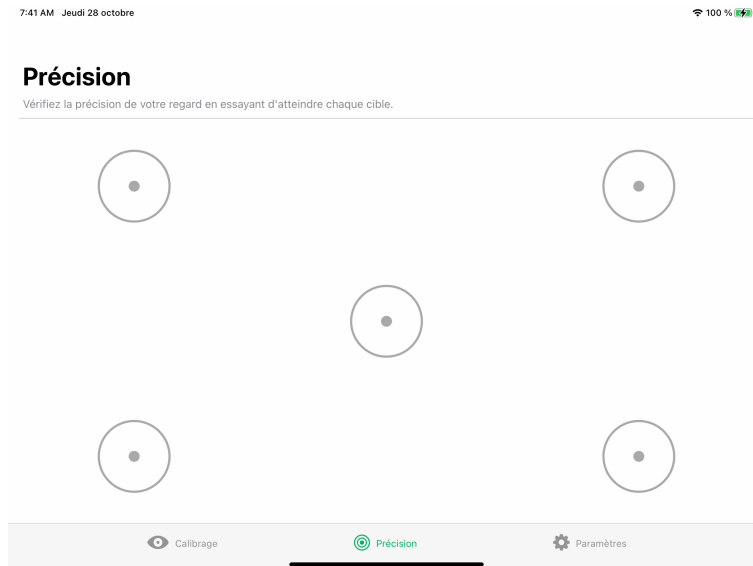 7:41 AM Jeudi 28 octobre 100 %
Précision
Vérifiez la précision de votre regard en essayant d'atteindre chaque cible.
Calibrage Précision Paramètres